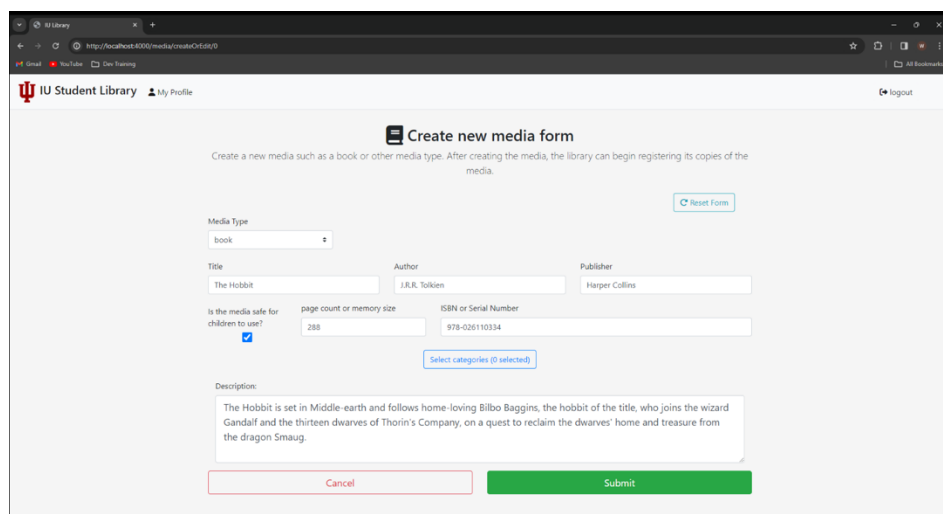 IU Library
http://localhost:4000/media/createOrEdit/0
Gmail YouTube Dev Training All Bookmarks
IU Student Library My Profile logout
Create new media form
Create a new media such as a book or other media type. After creating the media, the library can begin registering its copies of the
media.
Reset Form
Media Type
book
Title Author Publisher
The Hobbit J.R.R. Tolkien Harper Collins
Is the media safe for
children to use?
page count or memory size ISBN or Serial Number
288 978-026110334
Select categories (0 selected)
Description:
The Hobbit is set in Middle-earth and follows home-loving Bilbo Baggins, the hobbit of the title, who joins the wizard
Gandalf and the thirteen dwarves of Thorin's Company, on a quest to reclaim the dwarves' home and treasure from
the dragon Smaug.
Cancel Submit